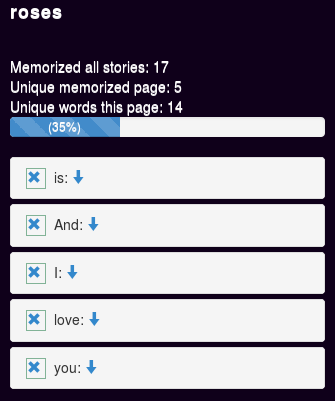 roses
Memorized all stories: 17
Unique memorized page: 5
Unique words this page: 14
(35%)
is:
And:
I:
love:
you: